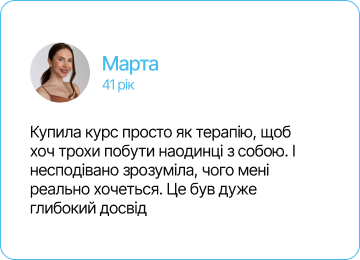 Марта
41 рік
Купила курс просто як терапію, щоб
хоч трохи побути наодинці з собою. І
несподівано зрозуміла, чого мені
реально хочеться. Це був дуже
глибокий досвід